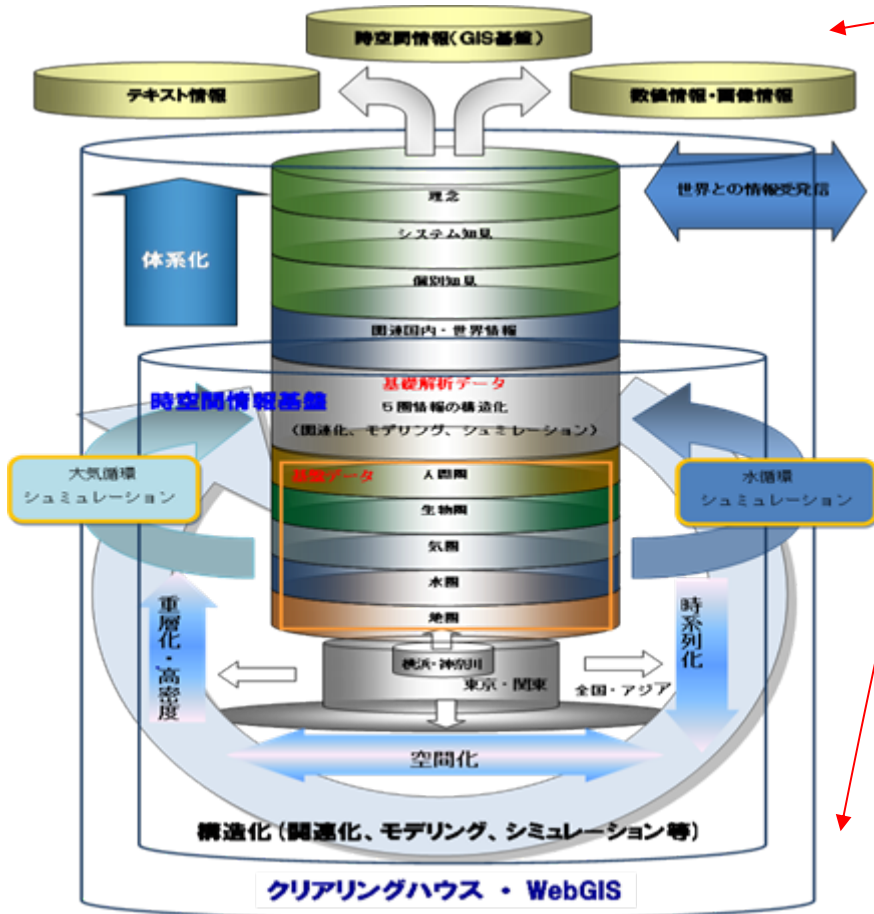 時空間情報(GIS基盤)
テキスト情報
数値情報・画像情報
世界との情報受発信
体系化
理念
システム知見
個別知見
関連国内・世界情報
基礎解析データ
時空間情報基盤
5圏情報の構造化
(関連化、モデリング、シュミレーション)
大気循環
シュミュレーション
水循環
シュミュレーション
基盤データ
人間圏
生物圏
気圏
水圏
地圏
重層化・高密度
時系列化
横浜・神奈川
東京・関東
全国・アジア
空間化
構造化(関連化、モデリング、シミュレーション等)
クリアリングハウス ・ WebGIS